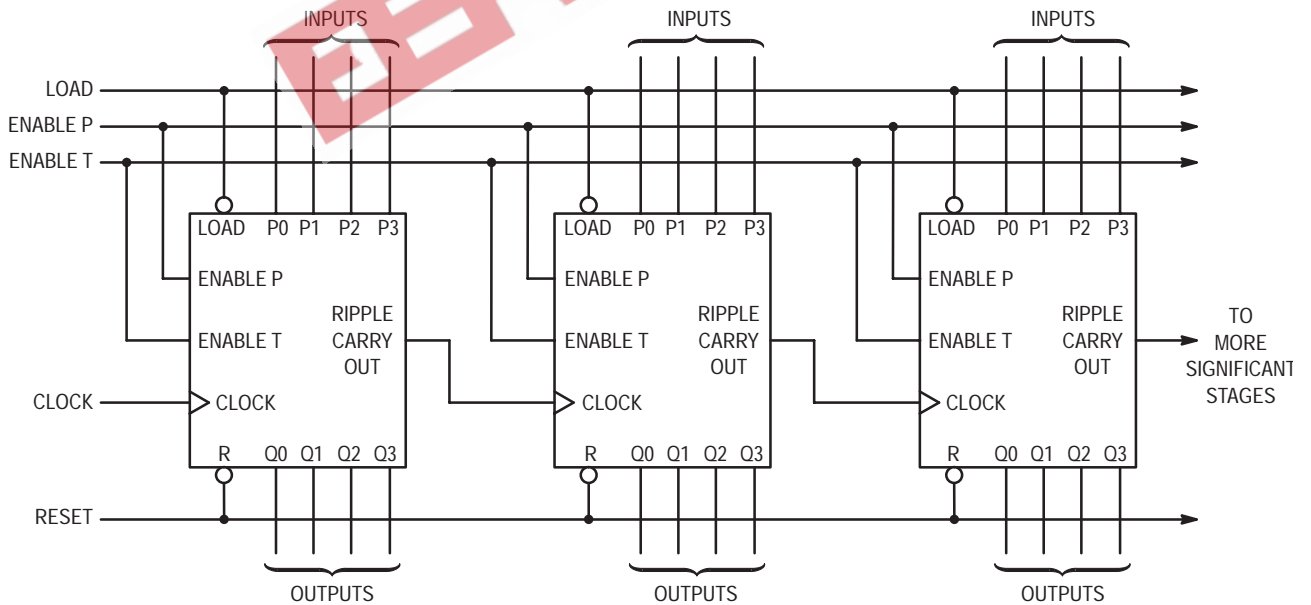 INPUTS
INPUTS
INPUTS
LOAD
ENABLE P
ENABLE T
LOAD P0 P1 P2 P3
ENABLE P
ENABLE T
RIPPLE
CARRY
OUT
CLOCK
R Q0 Q1 Q2 Q3
LOAD P0 P1 P2 P3
ENABLE P
ENABLE T
RIPPLE
CARRY
OUT
CLOCK
R Q0 Q1 Q2 Q3
LOAD P0 P1 P2 P3
ENABLE P
ENABLE T
RIPPLE
CARRY
OUT
CLOCK
R Q0 Q1 Q2 Q3
TO
MORE
SIGNIFICANT
STAGES
CLOCK
RESET
OUTPUTS
OUTPUTS
OUTPUTS